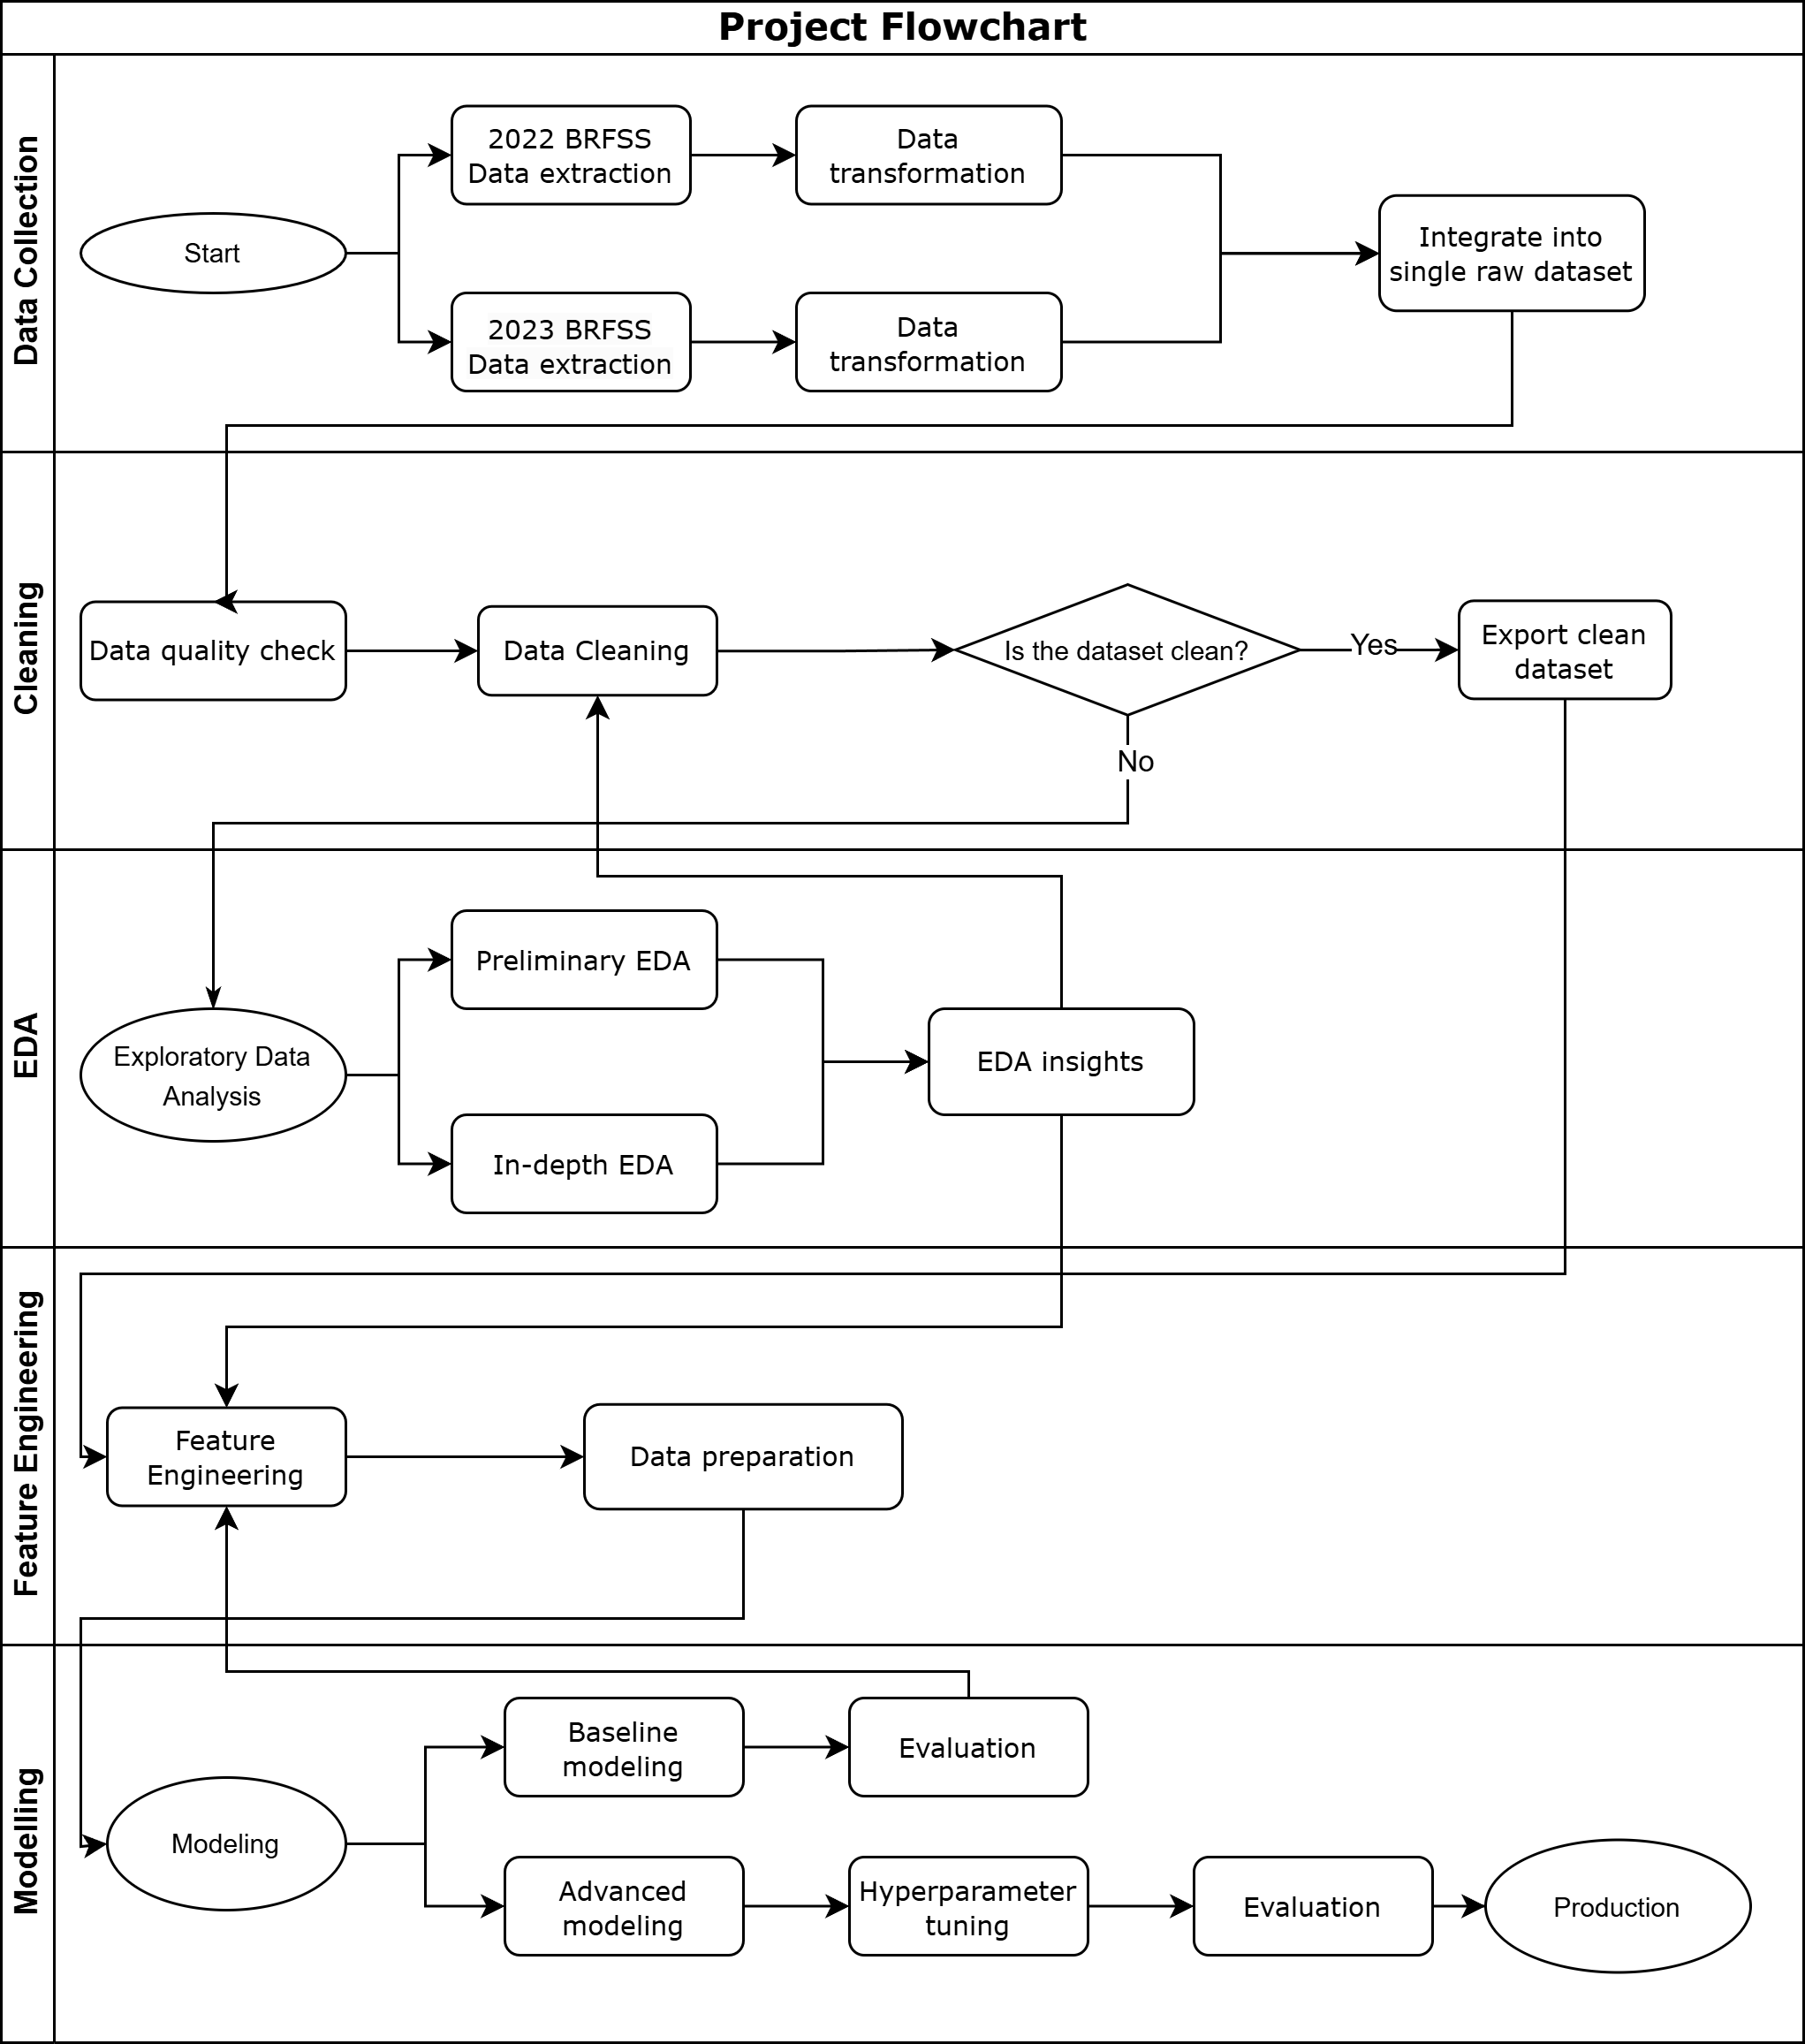 Project Flowchart
Data Collection
Start
2022 BRFSS
Data extraction
Data
transformation
2023 BRFSS
Data extraction
Data
transformation
Integrate into
single raw dataset
Cleaning
Data quality check
Data Cleaning
Is the dataset clean?
Yes
No
Export clean
dataset
EDA
Exploratory Data
Analysis
Preliminary EDA
In-depth EDA
EDA insights
Feature Engineering
Feature
Engineering
Data preparation
Modelling
Modeling
Baseline
modeling
Evaluation
Advanced
modeling
Hyperparameter
tuning
Evaluation
Production